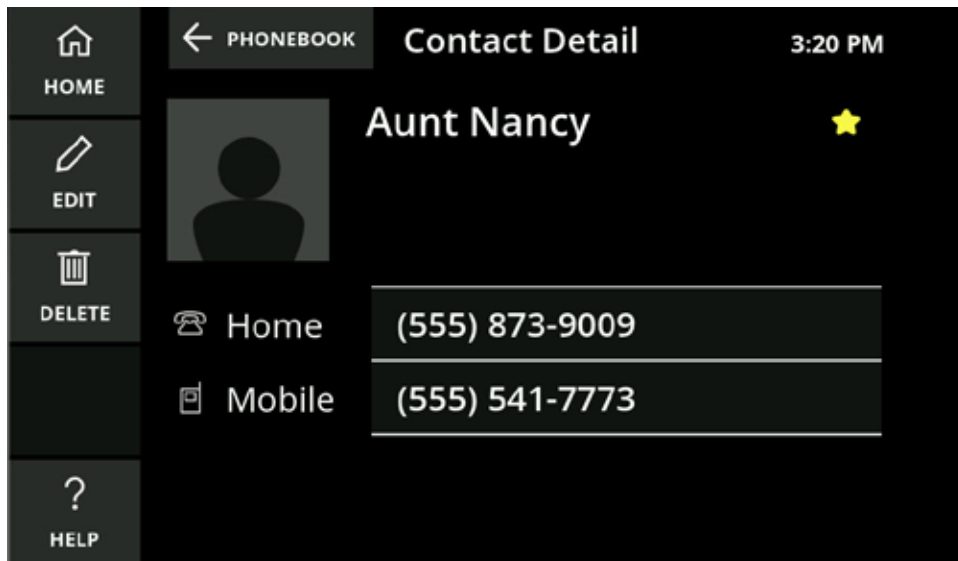 HOME
PHONEBOOK
Contact Detail
3:20 PM
EDIT
DELETE
HELP
Aunt Nancy
Home (555) 873-9009
Mobile (555) 541-7773